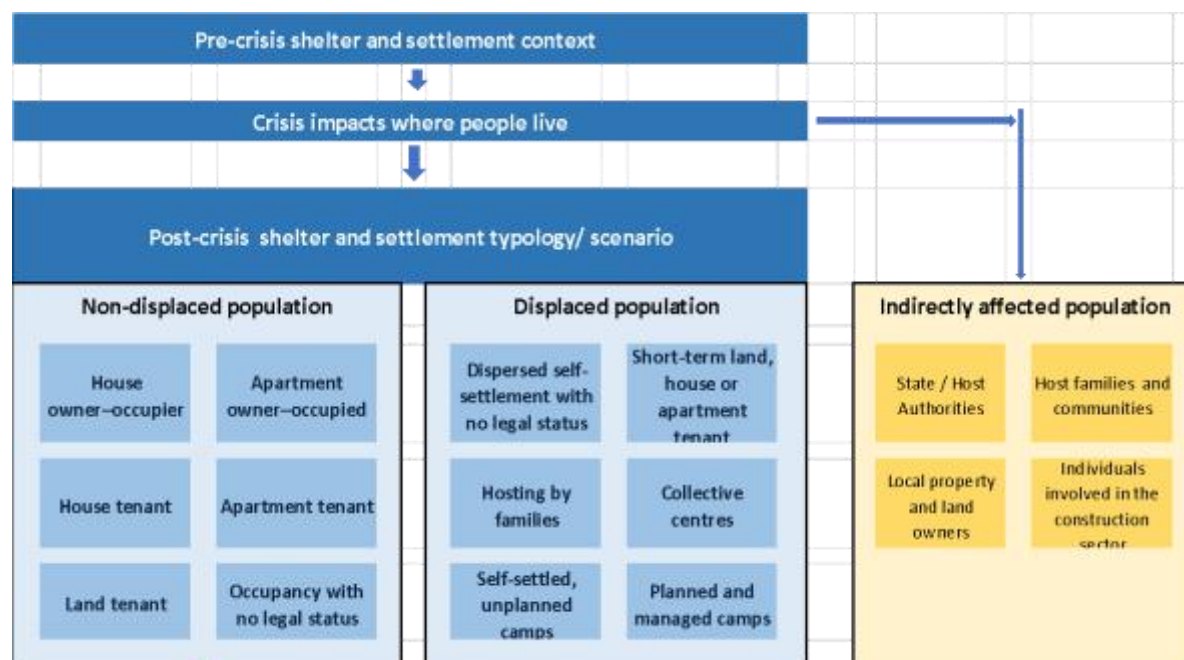 Pre-crisis shelter and settlement context
Crisis impacts where people live
Post-crisis shelter and settlement typology/ scenario
Non-displaced population
House
owner–occupier
Apartment
owner–occupied
House tenant
Apartment tenant
Land tenant
Occupancy with
no legal status
Displaced population
Dispersed self-
settlement with
no legal status
Short-term land,
house or
apartment
tenant
Hosting by
families
Collective
centres
Self-settled,
unplanned
camps
Planned and
managed camps
Indirectly affected population
State / Host
Authorities
Host families and
communities
Local property
and land
owners
Individuals
involved in the
construction
sector